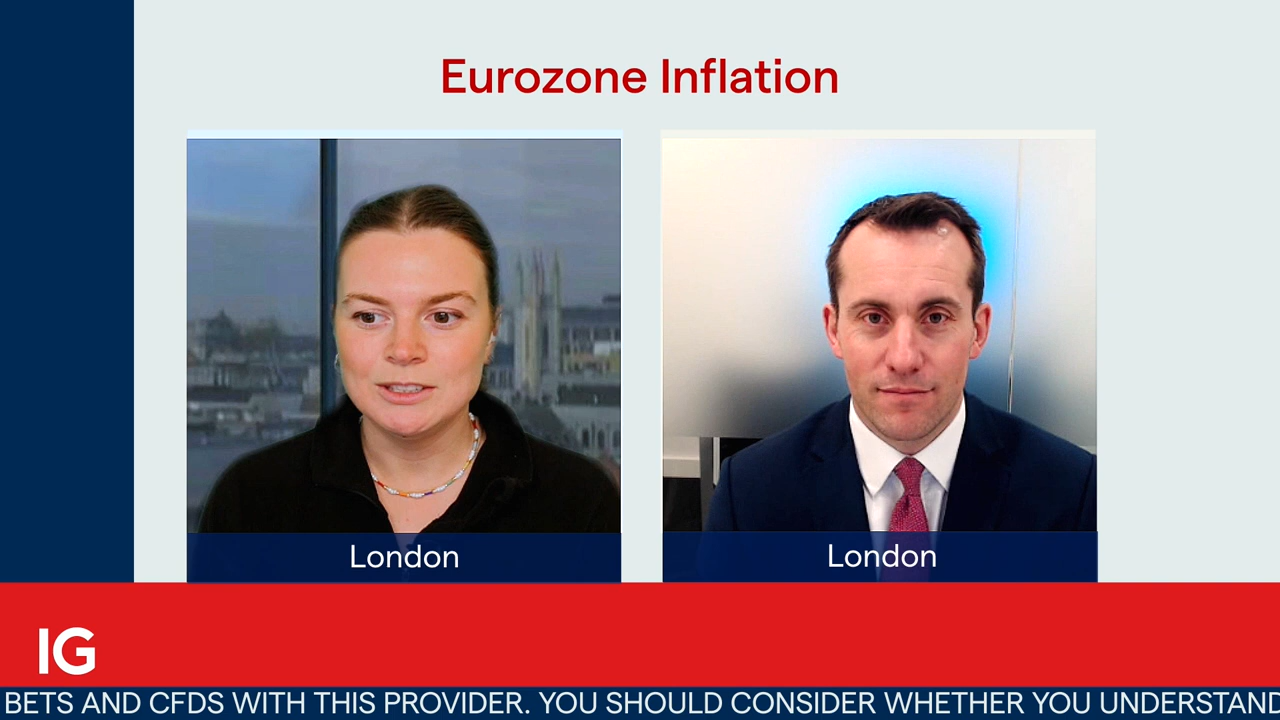 Eurozone Inflation
London
London
IG
BETS AND CFDS WITH THIS PROVIDER. YOU SHOULD CONSIDER WHETHER YOU UNDERSTAND